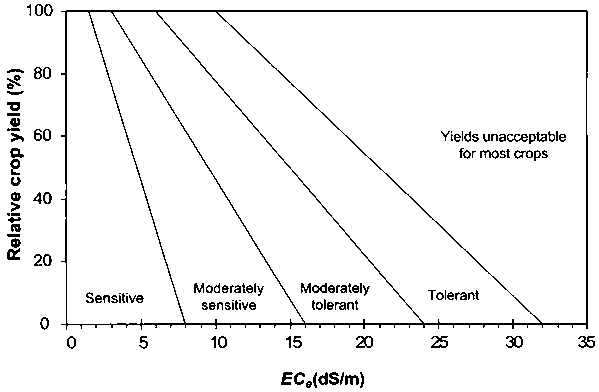 100
80
60
40
20
0
Relative crop yield (%)
Yields unacceptable
for most crops
Sensitive
Moderately
sensitive
Moderately
tolerant
Tolerant
0 5 10 15 20 25 30 35
ECe(dS/m)